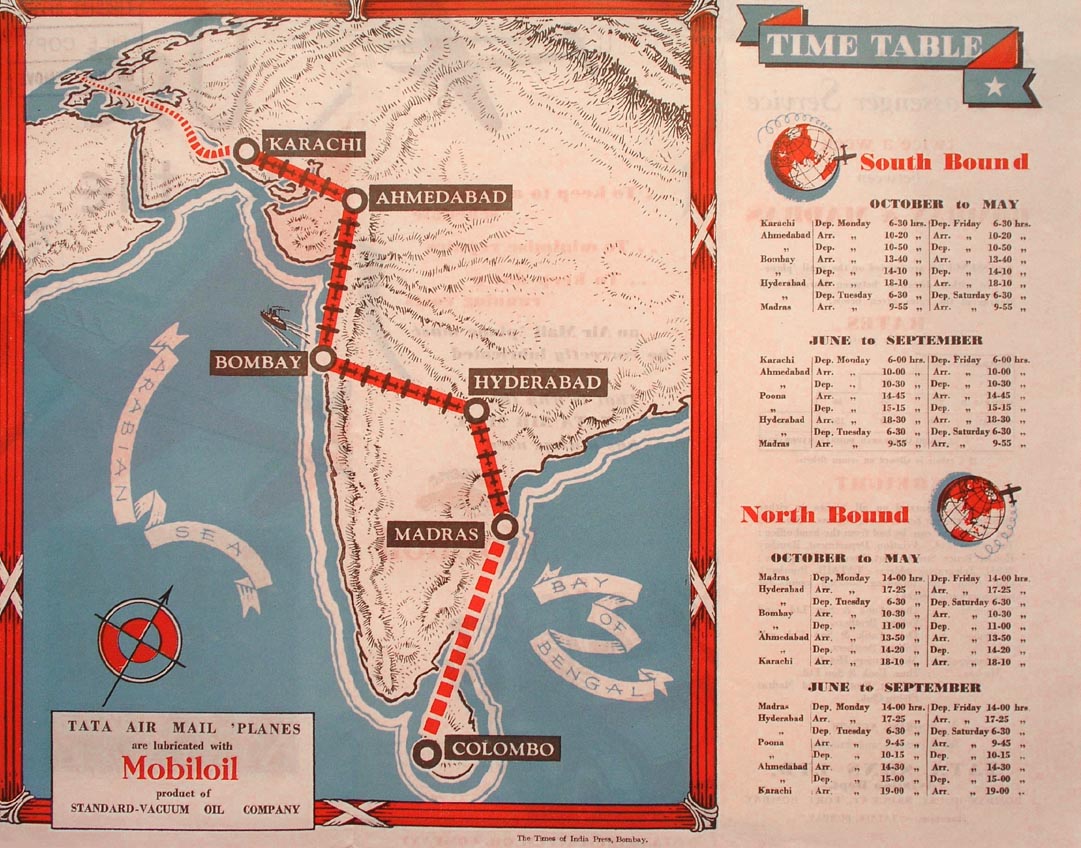 KARACHI
AHMEDABAD
BOMBAY
HYDERABAD
MADRAS
COLOMBO
ARABIAN
SEA
BAY
OF
BENGAL
TATA AIR MAIL 'PLANES
are lubricated with
Mobiloil
product of
STANDARD-VACUUM OIL COMPANY
The Times of India Press, Bombay.
TIME TABLE
South Bound
OCTOBER to MAY
Karachi Dep. Monday 6-30 hrs. Dep. Friday 6-30 hrs.
Ahmedabad Arr. „ 10-20 „ Arr. „ 10-20 „
„ Dep. „ 10-50 „ Dep. „ 10-50 „
Bombay Arr. „ 13-40 „ Arr. „ 13-40 „
„ Dep. „ 14-10 „ Dep. „ 14-10 „
Hyderabad Arr. „ 18-10 „ Arr. „ 18-10 „
„ Dep. Tuesday 6-30 „ Dep. Saturday 6-30 „
Madras Arr. „ 9-55 „ Arr. „ 9-55 „
JUNE to SEPTEMBER
Karachi Dep. Monday 6-00 hrs. Dep. Friday 6-00 hrs.
Ahmedabad Arr. „ 10-00 „ Arr. „ 10-00 „
„ Dep. „ 10-30 „ Dep. „ 10-30 „
Poona Arr. „ 14-45 „ Arr. „ 14-45 „
„ Dep. „ 15-15 „ Dep. „ 15-15 „
Hyderabad Arr. „ 18-30 „ Arr. „ 18-30 „
„ Dep. Tuesday 6-30 „ Dep. Saturday 6-30 „
Madras Arr. „ 9-55 „ Arr. „ 9-55 „
North Bound
OCTOBER to MAY
Madras Dep. Monday 14-00 hrs. Dep. Friday 14-00 hrs.
Hyderabad Arr. „ 17-25 „ Arr. „ 17-25 „
„ Dep. Tuesday 6-30 „ Dep. Saturday 6-30 „
Bombay Arr. „ 10-30 „ Arr. „ 10-30 „
„ Dep. „ 11-00 „ Dep. „ 11-00 „
Ahmedabad Arr. „ 13-50 „ Arr. „ 13-50 „
„ Dep. „ 14-20 „ Dep. „ 14-20 „
Karachi Arr. „ 18-10 „ Arr. „ 18-10 „
JUNE to SEPTEMBER
Madras Dep. Monday 14-00 hrs. Dep. Friday 14-00 hrs.
Hyderabad Arr. „ 17-25 „ Arr. „ 17-25 „
„ Dep. Tuesday 6-30 „ Dep. Saturday 6-30 „
Poona Arr. „ 9-45 „ Arr. „ 9-45 „
„ Dep. „ 10-15 „ Dep. „ 10-15 „
Ahmedabad Arr. „ 14-30 „ Arr. „ 14-30 „
„ Dep. „ 15-00 „ Dep. „ 15-00 „
Karachi Arr. „ 19-00 „ Arr. „ 19-00 „